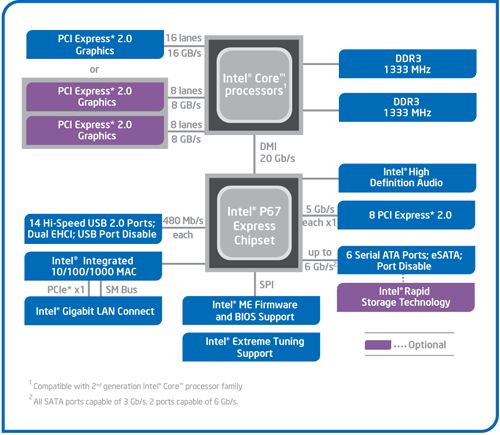 PCI Express* 2.0
Graphics
16 lanes
16 GB/s
or
PCI Express* 2.0
Graphics
8 lanes
8 GB/s
PCI Express* 2.0
Graphics
8 lanes
8 GB/s
Intel® Core™
processors¹
DDR3
1333 MHz
DDR3
1333 MHz
DMI
20 Gb/s
Intel® P67
Express
Chipset
Intel® High
Definition Audio
5 Gb/s
each x1
8 PCI Express* 2.0
14 Hi-Speed USB 2.0 Ports;
Dual EHCI; USB Port Disable
480 Mb/s
each
up to
6 Gb/s²
6 Serial ATA Ports; eSATA;
Port Disable
Intel® Integrated
10/100/1000 MAC
PCIe* x1
SM Bus
Intel® Gigabit LAN Connect
Intel® Rapid
Storage Technology
SPI
Intel® ME Firmware
and BIOS Support
Intel® Extreme Tuning
Support
Optional
¹ Compatible with 2nd generation Intel® Core™ processor family
² All SATA ports capable of 3 Gb/s. 2 ports capable of 6 Gb/s.